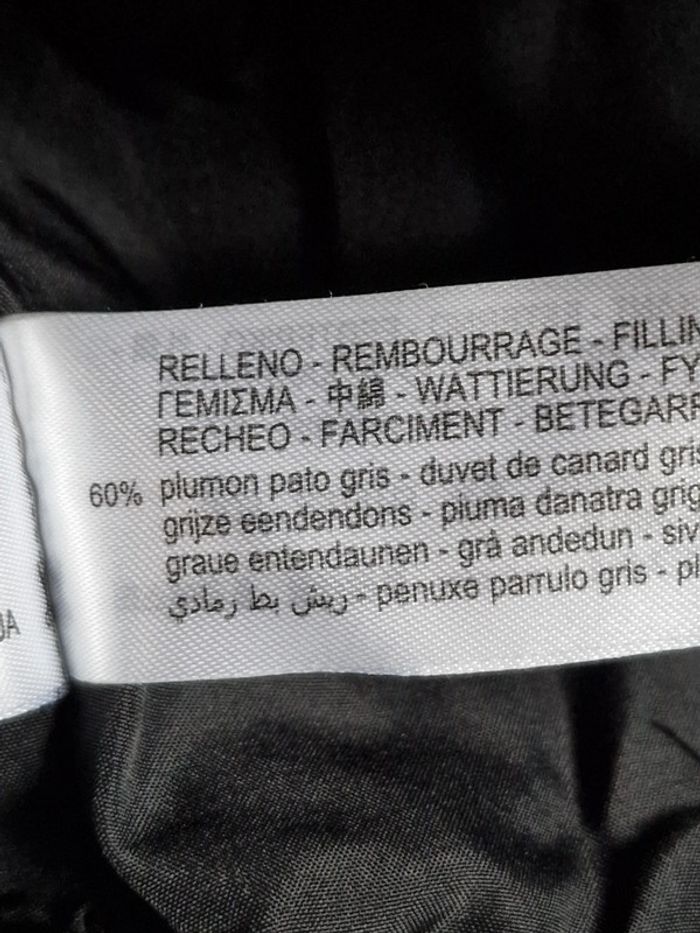 RELLENO - REMBOURRAGE - FILLIN
ΓΕΜΙΣΜΑ - 中綿 - WATTIERUNG - FY
RECHEO - FARCIMENT - BETEGAR
60% plumon pato gris - duvet de canard gris
grijze eendendons - piuma danatra grig
graue entendaunen - grå andedun - siv
ريش بط رمادي - penuxe parrulo gris - pl